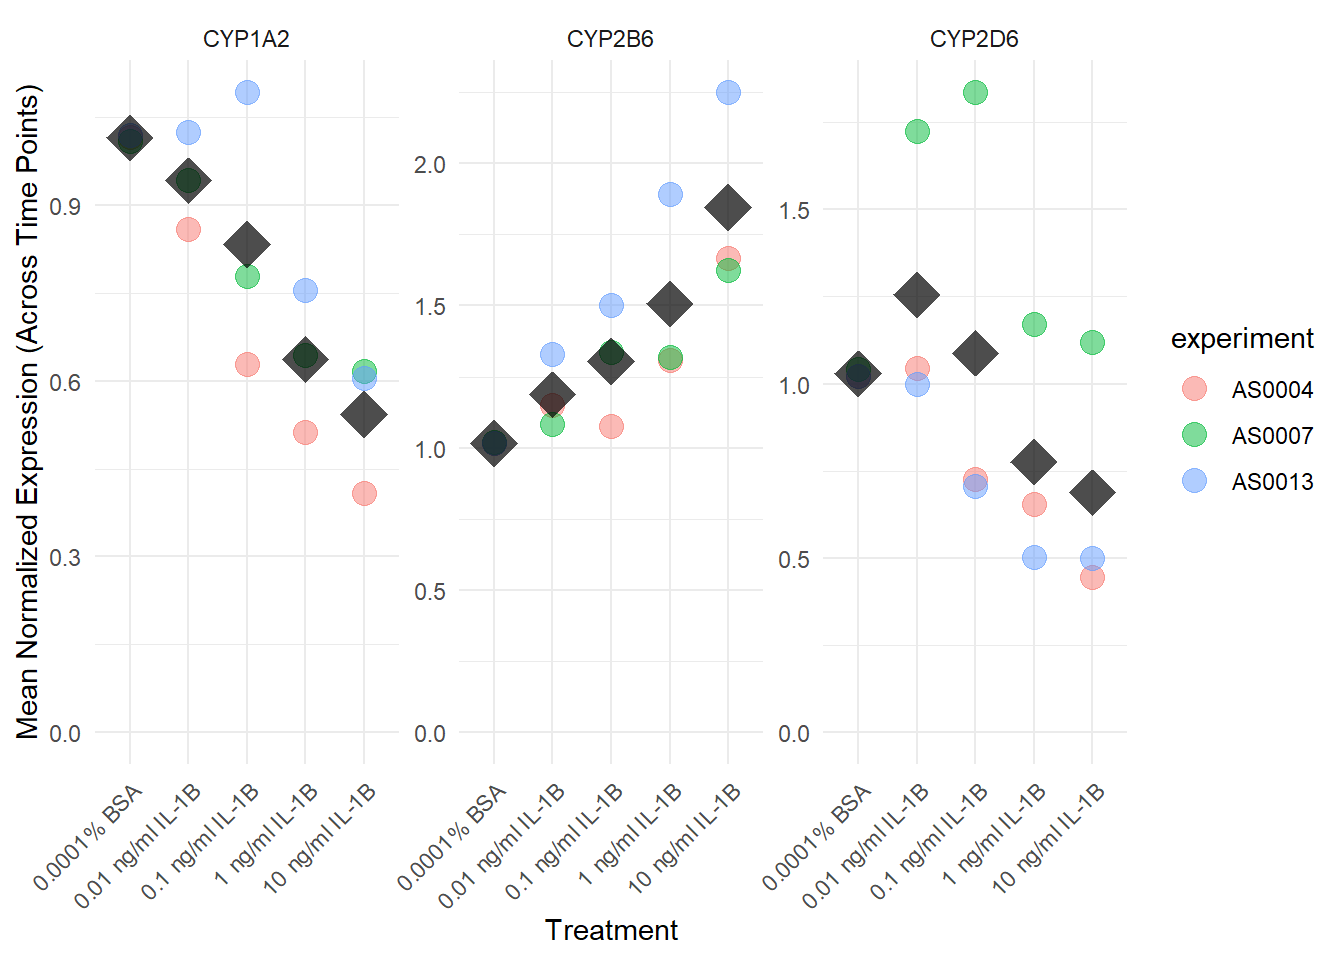 CYP1A2
CYP2B6
CYP2D6
Mean Normalized Expression (Across Time Points)
0.9
0.6
0.3
0.0
2.0
1.5
1.0
0.5
0.0
1.5
1.0
0.5
0.0
0.0001% BSA
0.01 ng/ml IL-1B
0.1 ng/ml IL-1B
1 ng/ml IL-1B
10 ng/ml IL-1B
0.0001% BSA
0.01 ng/ml IL-1B
0.1 ng/ml IL-1B
1 ng/ml IL-1B
10 ng/ml IL-1B
0.0001% BSA
0.01 ng/ml IL-1B
0.1 ng/ml IL-1B
1 ng/ml IL-1B
10 ng/ml IL-1B
Treatment
experiment
AS0004
AS0007
AS0013